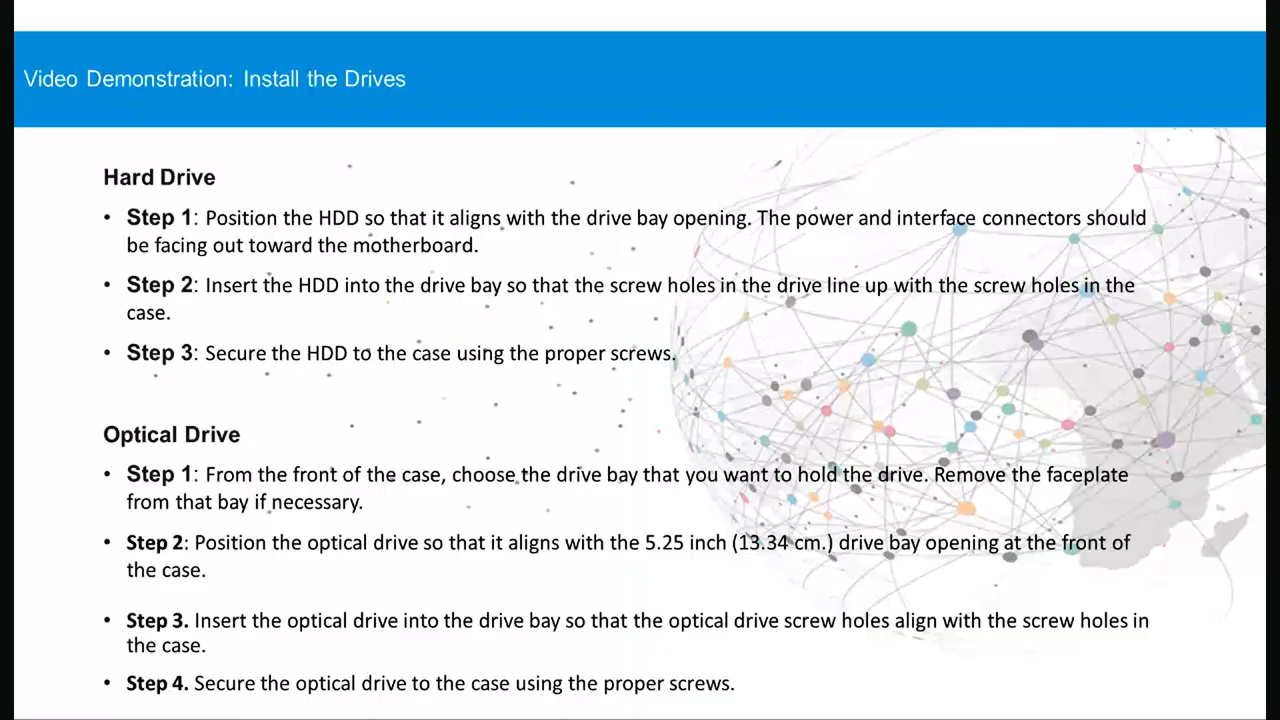 Video Demonstration: Install the Drives
Hard Drive
• Step 1: Position the HDD so that it aligns with the drive bay opening. The power and interface connectors should
be facing out toward the motherboard.
• Step 2: Insert the HDD into the drive bay so that the screw holes in the drive line up with the screw holes in the
case.
• Step 3: Secure the HDD to the case using the proper screws.
Optical Drive
• Step 1: From the front of the case, choose the drive bay that you want to hold the drive. Remove the faceplate
from that bay if necessary.
• Step 2: Position the optical drive so that it aligns with the 5.25 inch (13.34 cm.) drive bay opening at the front of
the case.
• Step 3. Insert the optical drive into the drive bay so that the optical drive screw holes align with the screw holes in
the case.
• Step 4. Secure the optical drive to the case using the proper screws.